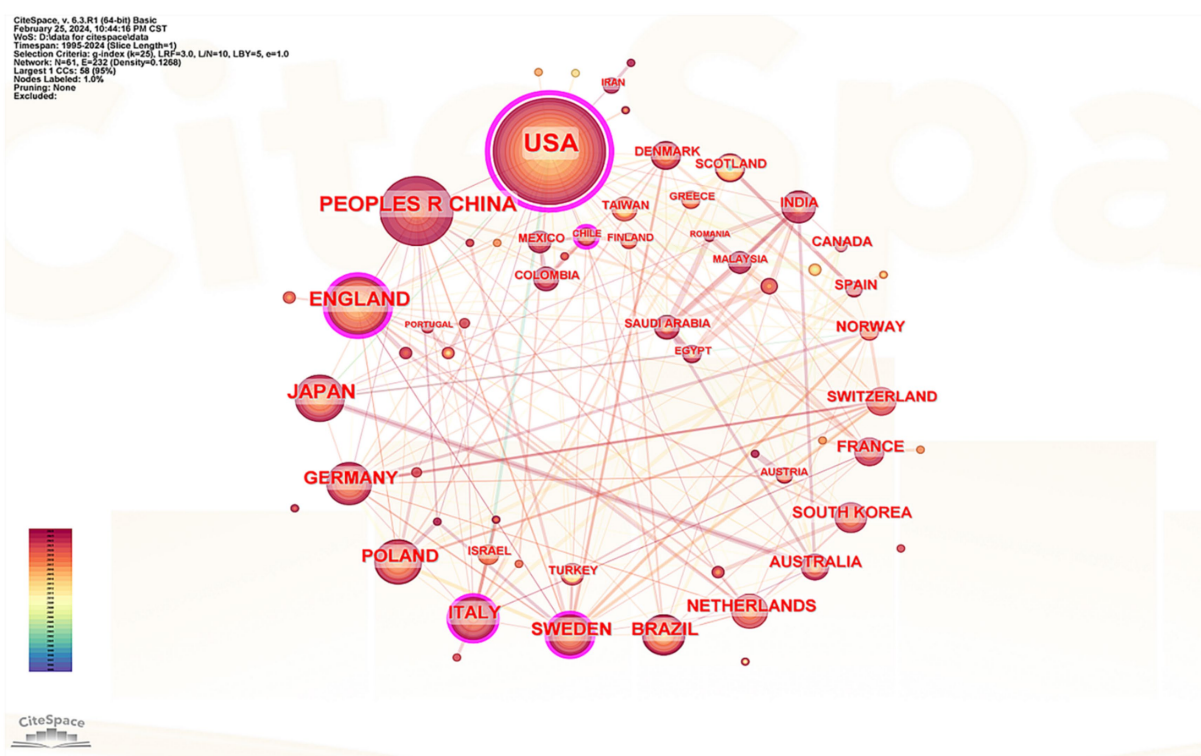 CiteSpace, v. 6.3.R1 (64-bit) Basic
February 25, 2024, 10:44:16 PM CST
WoS: D:\data for citespace\data
Timespan: 1995-2024 (Slice Length=1)
Selection Criteria: g-index (k=25), LRF=3.0, L/N=10, LBY=5, e=1.0
Network: N=61, E=232 (Density=0.1268)
Largest 1 CCs: 58 (95%)
Nodes Labeled: 1.0%
Pruning: None
Excluded:
CiteSpa
IRAN
USA
DENMARK
SCOTLAND
PEOPLES R CHINA
TAIWAN
GREECE
INDIA
MEXICO
CHILE
FINLAND
ROMANIA
CANADA
COLOMBIA
MALAYSIA
SPAIN
ENGLAND
PORTUGAL
SAUDI ARABIA
NORWAY
EGYPT
JAPAN
SWITZERLAND
FRANCE
GERMANY
AUSTRIA
SOUTH KOREA
POLAND
ISRAEL
TURKEY
AUSTRALIA
ITALY
SWEDEN
BRAZIL
NETHERLANDS
CiteSpace